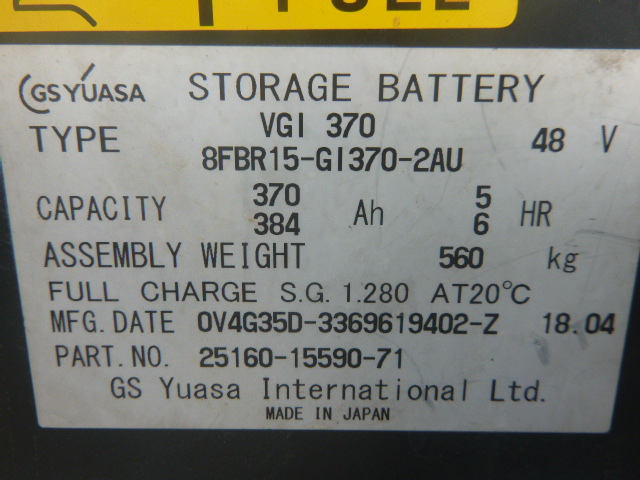 PULL
GS YUASA STORAGE BATTERY
TYPE VGI 370 48 V
8FBR15-GI370-2AU
CAPACITY 370 Ah 5 HR
384 6
ASSEMBLY WEIGHT 560 kg
FULL CHARGE S.G. 1.280 AT20℃
MFG. DATE 0V4G35D-3369619402-Z 18.04
PART. NO. 25160-15590-71
GS Yuasa International Ltd.
MADE IN JAPAN